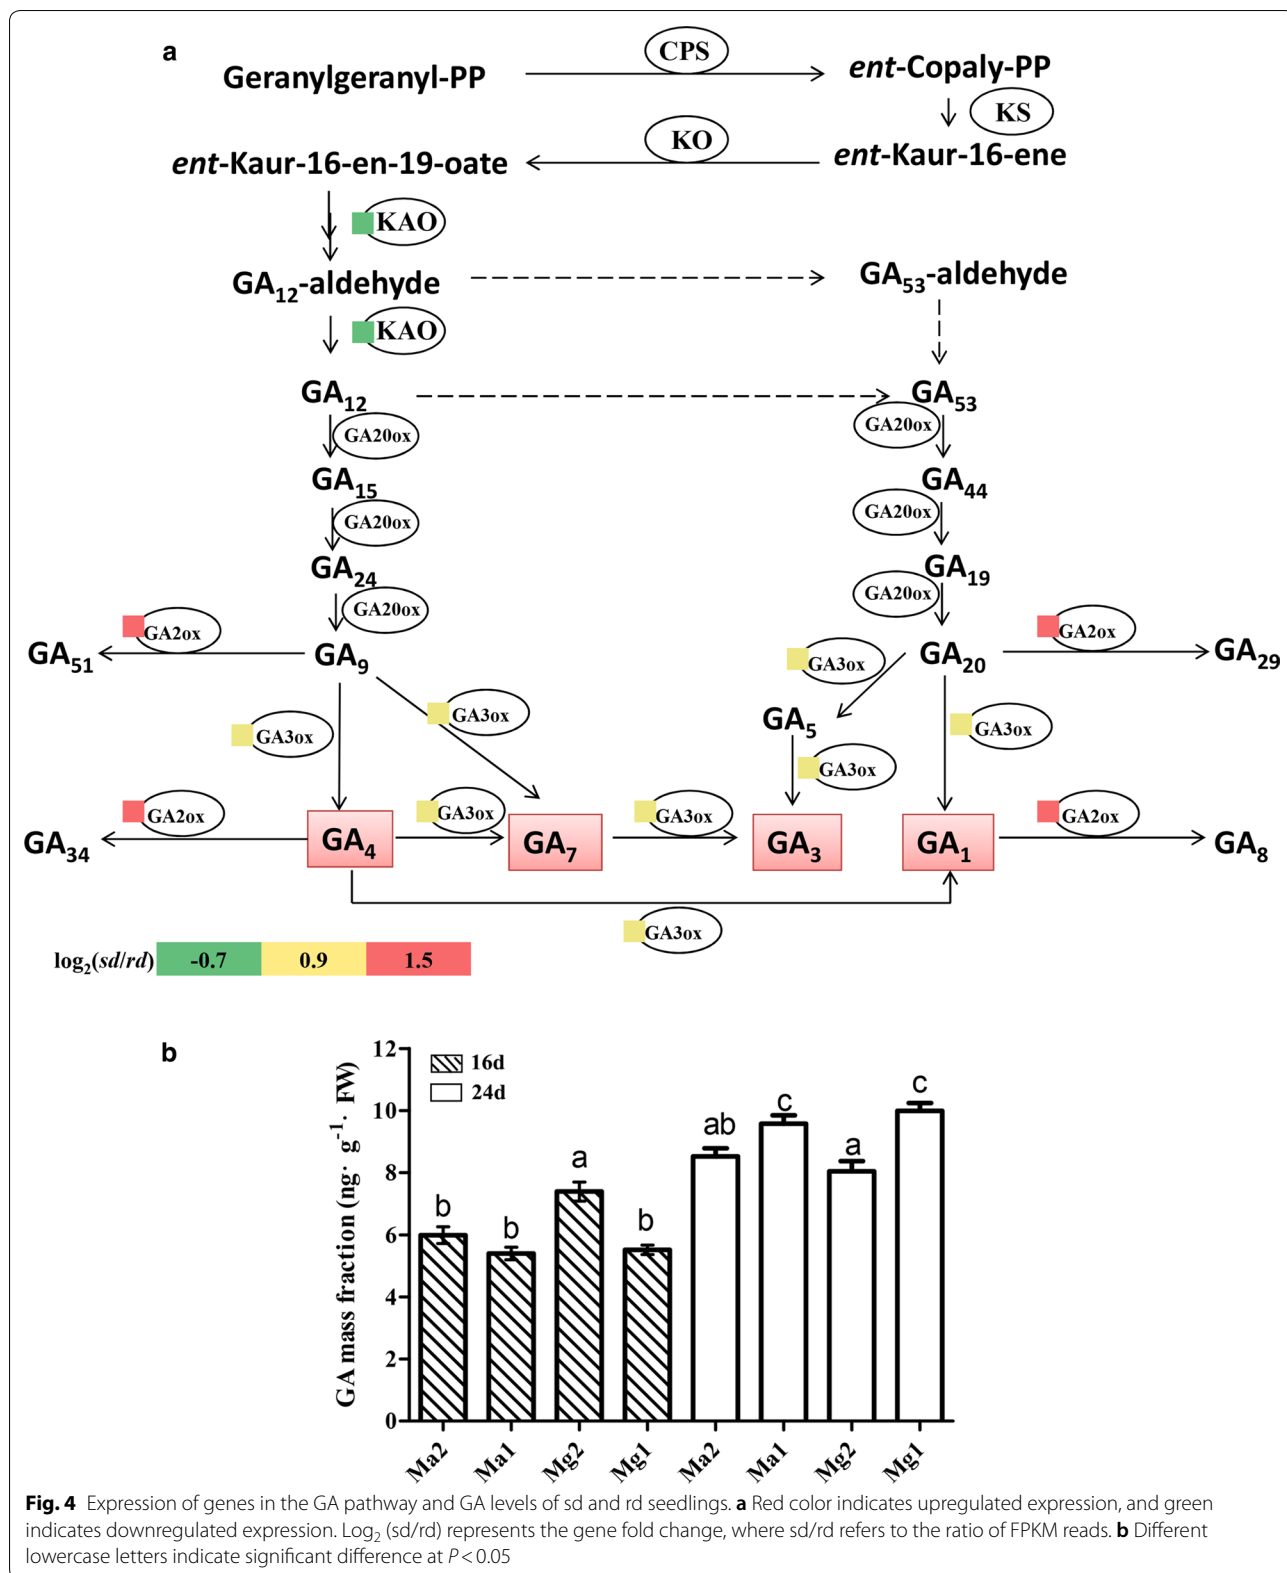 a
CPS
Geranylgeranyl-PP
ent-Copaly-PP
KS
KO
ent-Kaur-16-en-19-oate
ent-Kaur-16-ene
KAO
GA12-aldehyde
GA53-aldehyde
KAO
GA12
GA53
GA20ox
GA20ox
GA15
GA44
GA20ox
GA20ox
GA24
GA19
GA20ox
GA20ox
GA2ox
GA2ox
GA51
GA9
GA3ox
GA20
GA29
GA3ox
GA3ox
GA5
GA3ox
GA3ox
GA2ox
GA3ox
GA3ox
GA2ox
GA34
GA4
GA7
GA3
GA1
GA8
GA3ox
log2(sd/rd)
-0.7
0.9
1.5
b
GA mass fraction (ng· g-1· FW)
12
10
8
6
4
2
0
16d
24d
b
b
a
b
ab
c
a
c
Ma2
Ma1
Mg2
Mg1
Ma2
Ma1
Mg2
Mg1
Fig. 4 Expression of genes in the GA pathway and GA levels of sd and rd seedlings. a Red color indicates upregulated expression, and green
indicates downregulated expression. Log2 (sd/rd) represents the gene fold change, where sd/rd refers to the ratio of FPKM reads. b Different
lowercase letters indicate significant difference at P < 0.05